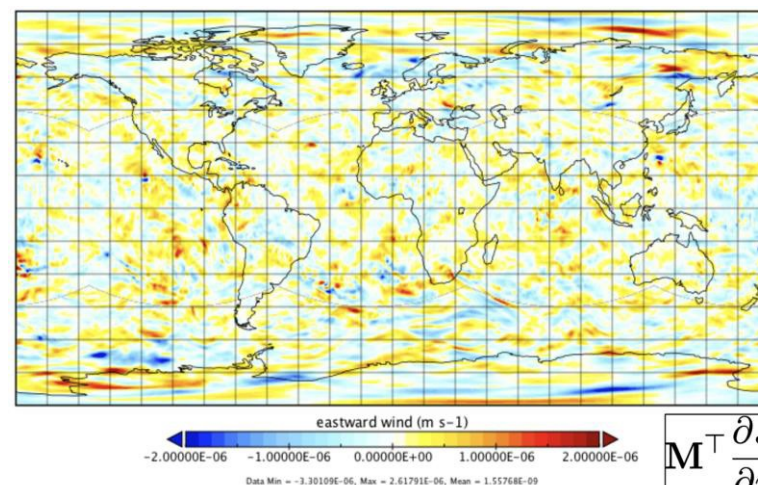 eastward wind (m s-1)
-2.00000E-06 -1.00000E-06 0.00000E+00 1.00000E-06 2.00000E-06
Data Min = -3.30109E-06, Max = 2.61791E-06, Mean = 1.55768E-09
M⊤ ∂